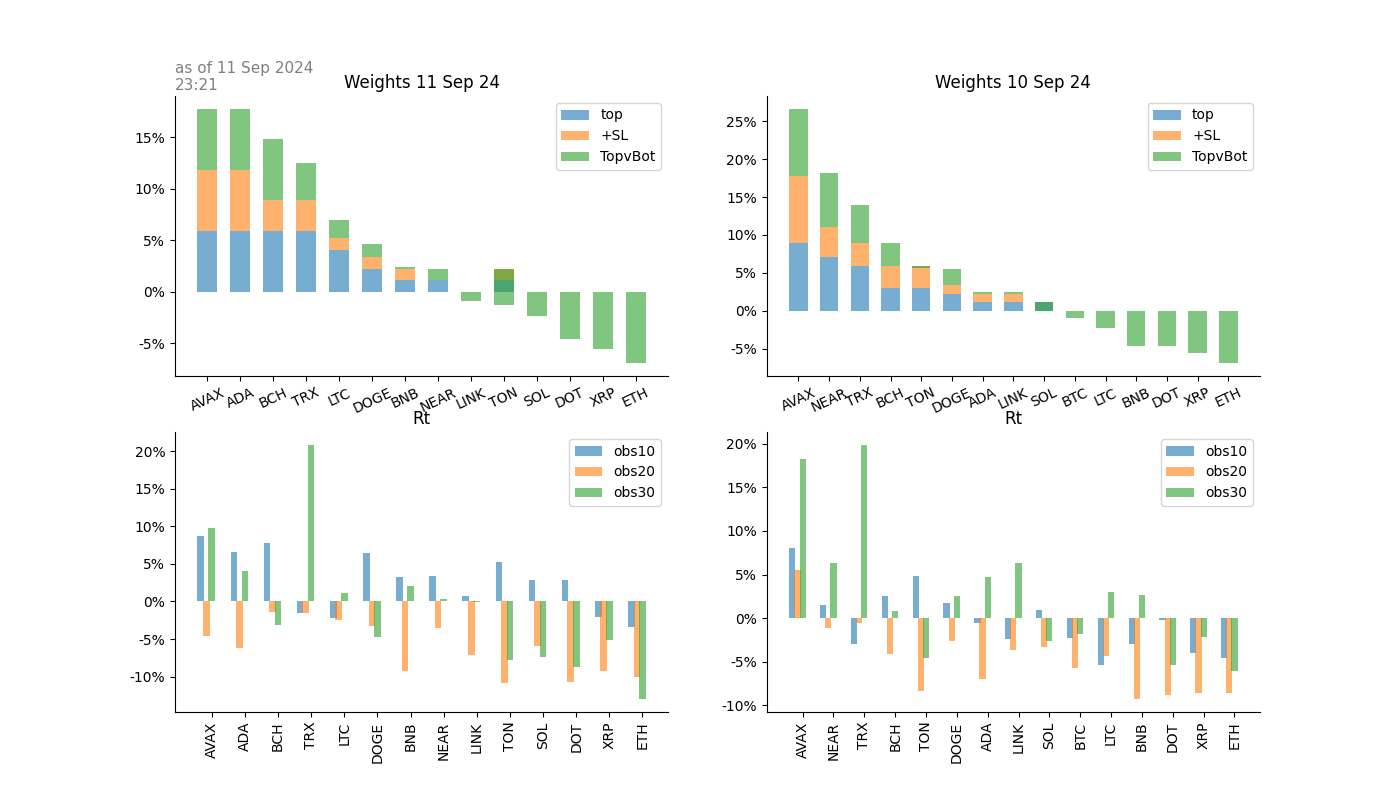 as of 11 Sep 2024
23:21
Weights 11 Sep 24
top
+SL
TopvBot
15%
10%
5%
0%
-5%
AVAX ADA BCH TRX LTC DOGE BNB NEAR LINK TON SOL DOT XRP ETH
Weights 10 Sep 24
top
+SL
TopvBot
25%
20%
15%
10%
5%
0%
-5%
AVAX NEAR TRX BCH TON DOGE ADA LINK SOL BTC LTC BNB DOT XRP ETH
Rt
obs10
obs20
obs30
20%
15%
10%
5%
0%
-5%
-10%
AVAX ADA BCH TRX LTC DOGE BNB NEAR LINK TON SOL DOT XRP ETH
Rt
obs10
obs20
obs30
20%
15%
10%
5%
0%
-5%
-10%
AVAX NEAR TRX BCH TON DOGE ADA LINK SOL BTC LTC BNB DOT XRP ETH